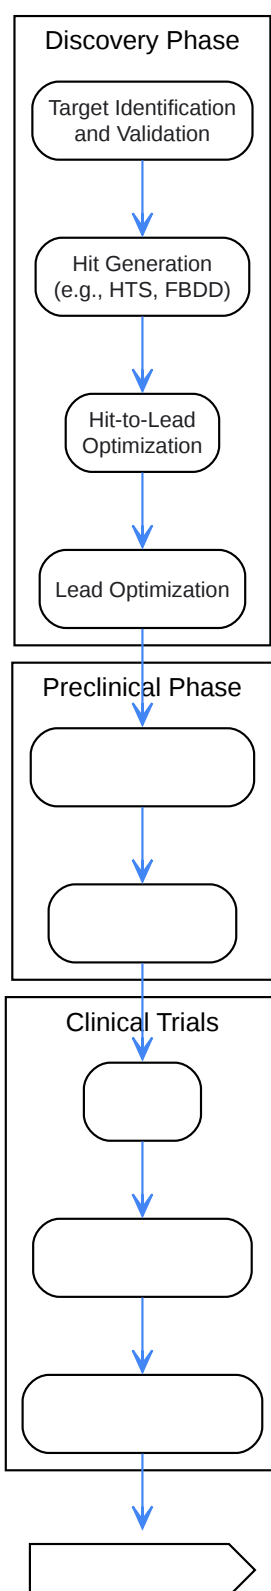 Discovery Phase
Target Identification
and Validation
Hit Generation
(e.g., HTS, FBDD)
Hit-to-Lead
Optimization
Lead Optimization
Preclinical Phase
Clinical Trials